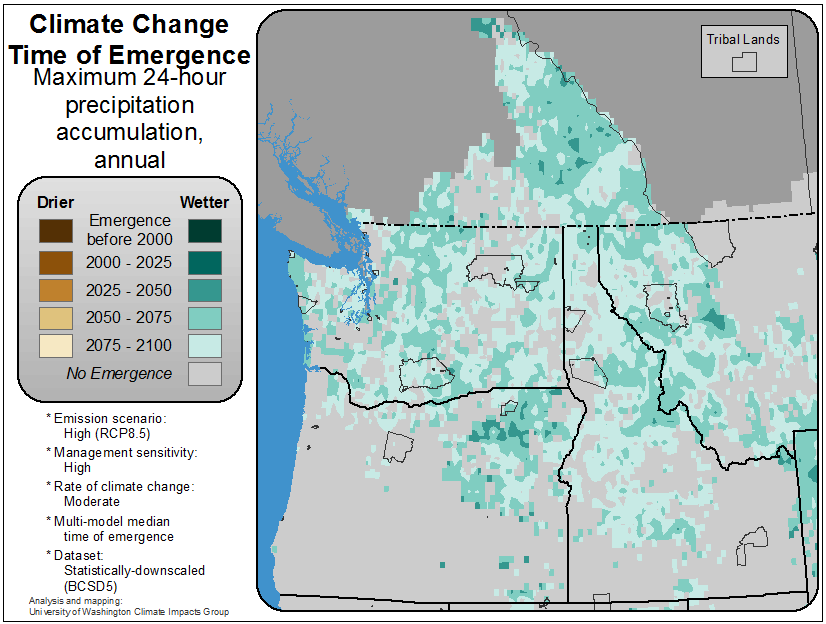 Climate Change
Time of Emergence
Maximum 24-hour
precipitation
accumulation,
annual
Tribal Lands
Drier Wetter
Emergence
before 2000
2000 - 2025
2025 - 2050
2050 - 2075
2075 - 2100
No Emergence
* Emission scenario:
High (RCP8.5)
* Management sensitivity:
High
* Rate of climate change:
Moderate
* Multi-model median
time of emergence
* Dataset:
Statistically-downscaled
(BCSD5)
Analysis and mapping:
University of Washington Climate Impacts Group